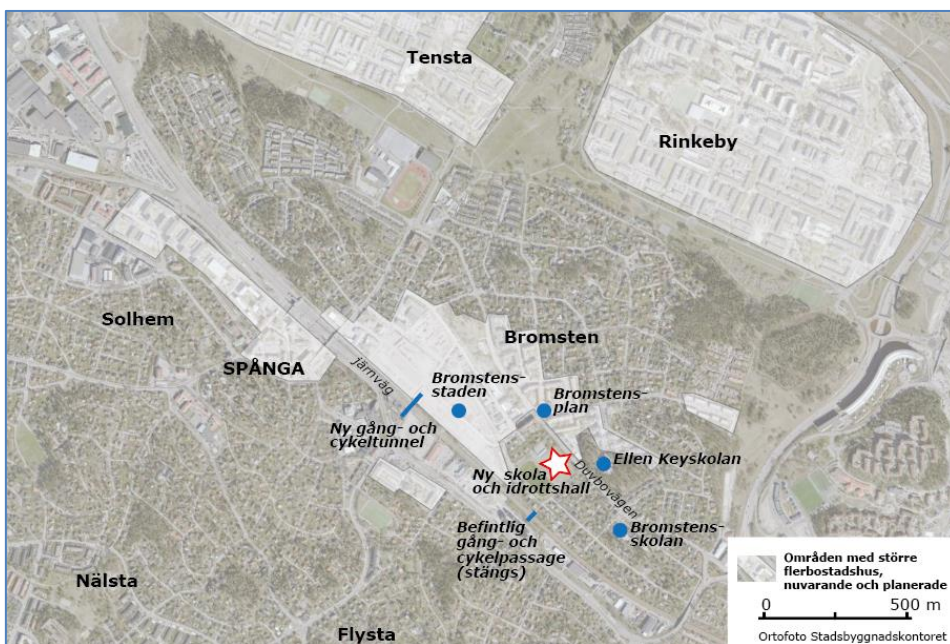 Tensta
Rinkeby
Solhem
SPÅNGA
järnväg
Bromsten
Bromstens-
staden
Bromstens-
plan
Ny gång- och
cykeltunnel
Ellen Keyskolan
Ny skola
och idrottshall
Duvbovägen
Befintlig
gång- och
cykelpassage
(stängs)
Bromstens-
skolan
Nälsta
Flysta
Områden med större
flerbostadshus,
nuvarande och planerade
0 500 m
Ortofoto Stadsbyggnadskontoret